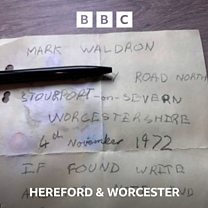 BBC
MARK WALDRON
ROAD NORTH
STOURPORT-on-SEVERN
WORCESTERSHIRE
4th November 1972
IF FOUND WRITE
HEREFORD & WORCESTER